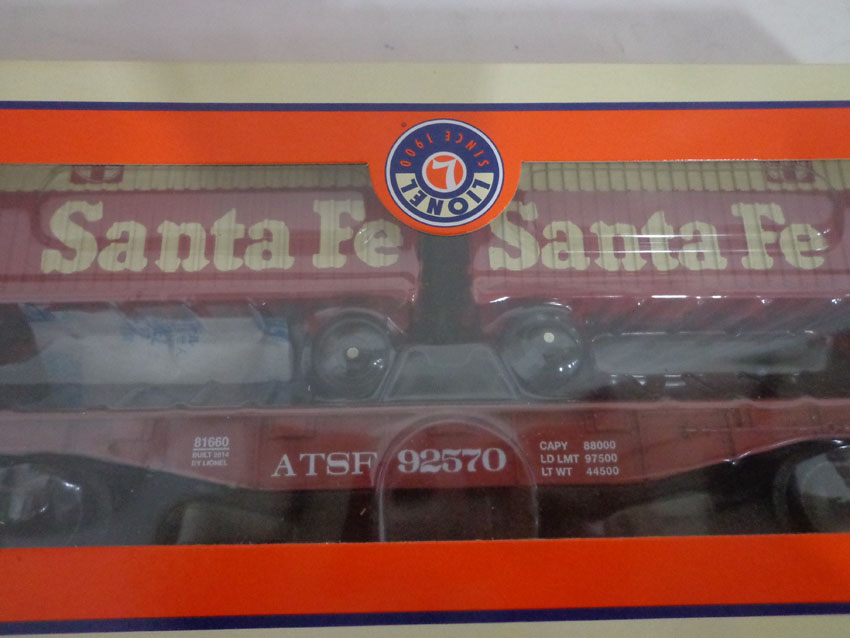 SINCE 1900
L
LIONEL
Santa Fe
Santa Fe
81660
BUILT 2014
BY LIONEL
ATSF 92570
CAPY 88000
LD LMT 97500
LT WT 44500